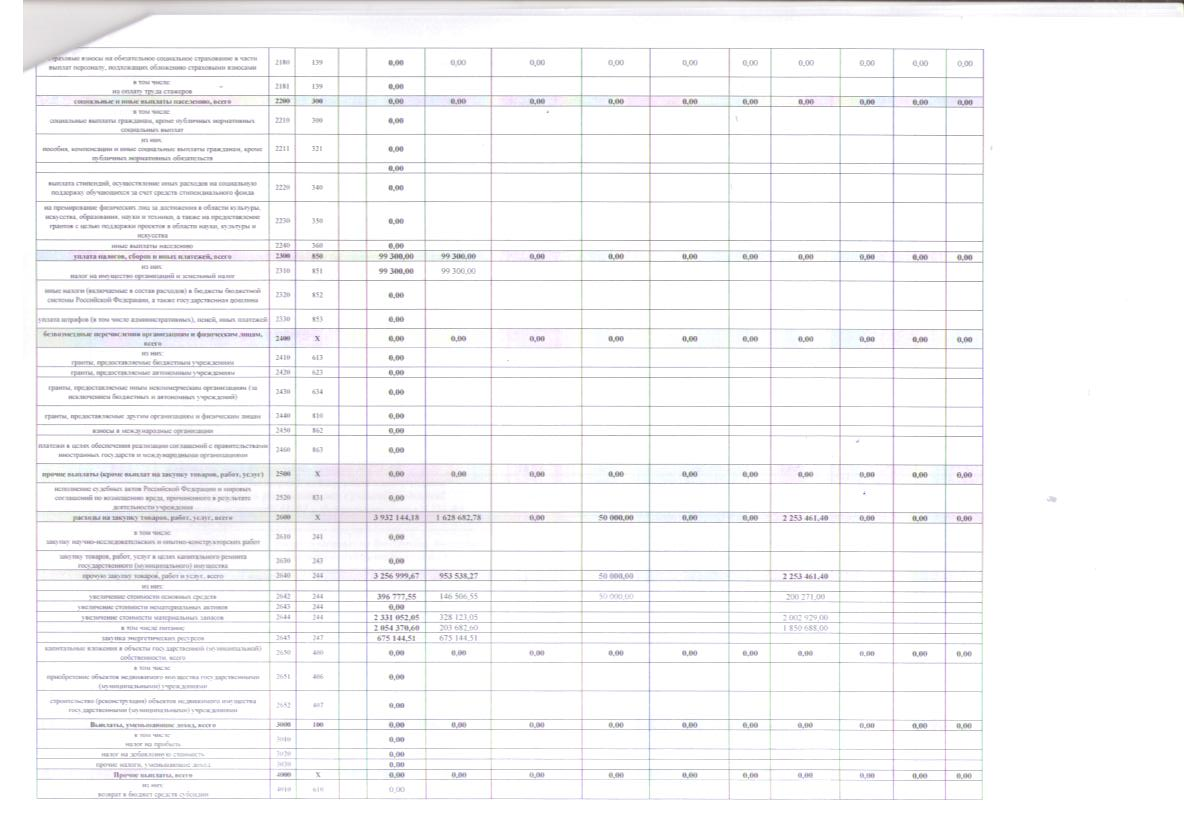 страховые взносы на обязательное социальное страхование в части 2180 139 0,00 0,00 0,00 0,00 0,00 0,00 0,00 0,00 0,00
выплат персоналу, подлежащих обложению страховыми взносами
в том числе: 2181 139 0,00
на оплату труда стажеров
социальные и иные выплаты населению, всего 2200 300 0,00 0,00 0,00 0,00 0,00 0,00 0,00 0,00 0,00
в том числе: 2210 300 0,00
социальные выплаты гражданам, кроме публичных нормативных
социальных выплат
из них: 2211 321 0,00
пособия, компенсации и иные социальные выплаты гражданам, кроме
публичных нормативных обязательств
0,00
выплата стипендий, осуществление иных расходов на социальную 2220 340 0,00
поддержку обучающихся за счет средств стипендиального фонда
на премирование физических лиц за достижения в области культуры, 2230 350 0,00
искусства, образования, науки и техники, а также на предоставление
грантов с целью поддержки проектов в области науки, культуры и
искусства
иные выплаты населению 2240 360 0,00
уплата налогов, сборов и иных платежей, всего 2300 850 99 300,00 99 300,00 0,00 0,00 0,00 0,00 0,00 0,00 0,00
из них: 2310 851 99 300,00 99 300,00
налог на имущество организаций и земельный налог
иные налоги (включаемые в состав расходов) в бюджеты бюджетной 2320 852 0,00
системы Российской Федерации, а также государственная пошлина
уплата штрафов (в том числе административных), пеней, иных платежей 2330 853 0,00
безвозмездные перечисления организациям и физическим лицам, 2400 X 0,00 0,00 0,00 0,00 0,00 0,00 0,00 0,00 0,00
всего
из них: 2410 613 0,00
гранты, предоставляемые бюджетным учреждениям
гранты, предоставляемые автономным учреждениям 2420 623 0,00
гранты, предоставляемые иным некоммерческим организациям (за 2430 634 0,00
исключением бюджетных и автономных учреждений)
гранты, предоставляемые другим организациям и физическим лицам 2440 810 0,00
взносы в международные организации 2450 862 0,00
платежи в целях обеспечения реализации соглашений с правительствами 2460 863 0,00
иностранных государств и международными организациями
прочие выплаты (кроме выплат на закупку товаров, работ, услуг) 2500 X 0,00 0,00 0,00 0,00 0,00 0,00 0,00 0,00 0,00
исполнение судебных актов Российской Федерации и мировых 2520 831 0,00
соглашений по возмещению вреда, причиненного в результате
деятельности учреждения
расходы на закупку товаров, работ, услуг, всего 2600 X 3 932 144,18 1 628 682,78 0,00 50 000,00 0,00 2 253 461,40 0,00 0,00 0,00
в том числе: 2610 241 0,00
закупку научно-исследовательских и опытно-конструкторских работ
закупку товаров, работ, услуг в целях капитального ремонта 2630 243 0,00
государственного (муниципального) имущества
прочую закупку товаров, работ и услуг, всего 2640 244 3 256 999,67 953 538,27 50 000,00 2 253 461,40
из них:
увеличение стоимости основных средств 2642 244 396 777,55 146 506,55 50 000,00 200 271,00
увеличение стоимости нематериальных активов 2643 244 0,00
увеличение стоимости материальных запасов 2644 244 2 331 052,05 328 123,05 2 002 929,00
в том числе питание 2 054 370,60 203 682,60 1 850 688,00
закупка энергетических ресурсов 2645 247 675 144,51 675 144,51
капитальные вложения в объекты государственной (муниципальной) 2650 400 0,00 0,00 0,00 0,00 0,00 0,00 0,00 0,00 0,00
собственности, всего
в том числе: 2651 406 0,00
приобретение объектов недвижимого имущества государственными
(муниципальными) учреждениями
строительство (реконструкция) объектов недвижимого имущества 2652 407 0,00
государственными (муниципальными) учреждениями
Выплаты, уменьшающие доход, всего 3000 100 0,00 0,00 0,00 0,00 0,00 0,00 0,00 0,00 0,00
в том числе: 3010 0,00
налог на прибыль
налог на добавленную стоимость 3020 0,00
прочие налоги, уменьшающие доход 3030 0,00
Прочие выплаты, всего 4000 X 0,00 0,00 0,00 0,00 0,00 0,00 0,00 0,00 0,00
из них: 4010 610 0,00
возврат в бюджет средств субсидии